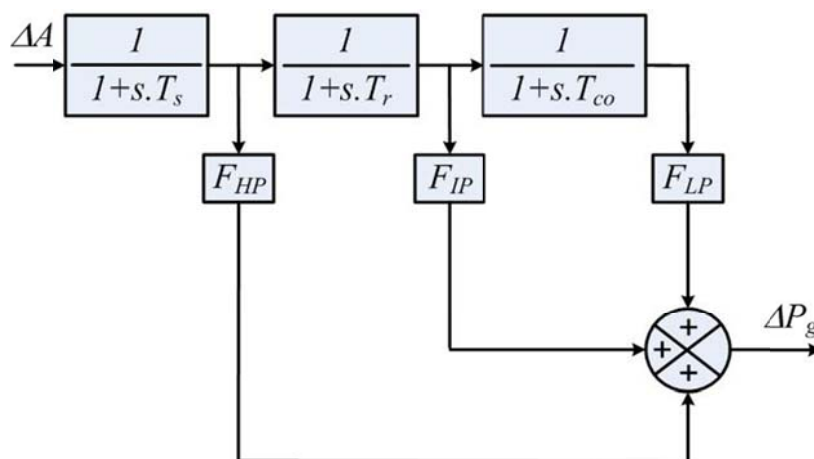 ΔA
1
1+s.T_s
1
1+s.T_r
1
1+s.T_co
F_HP
F_IP
F_LP
+
+
+
ΔP_g